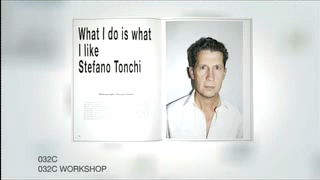 What I do is what
I like
Stefano Tonchi
032C
032C WORKSHOP